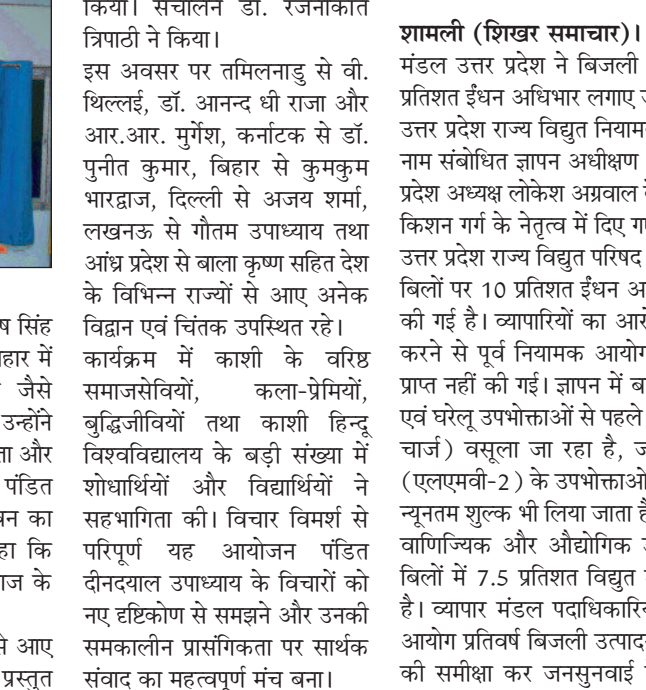 ष सिंह
हार में
जैसे
उन्होंने
ता और
पंडित
हा कि
ाज के
से आए
प्रस्तुत
किया। संचालन डॉ. रजनीकांत
त्रिपाठी ने किया।
इस अवसर पर तमिलनाडु से वी.
थिल्लई, डॉ. आनन्द धी राजा और
आर.आर. मुर्गेश, कर्नाटक से डॉ.
पुनीत कुमार, बिहार से कुमकुम
भारद्वाज, दिल्ली से अजय शर्मा,
लखनऊ से गौतम उपाध्याय तथा
आंध्र प्रदेश से बाला कृष्ण सहित देश
के विभिन्न राज्यों से आए अनेक
विद्वान एवं चिंतक उपस्थित रहे।
कार्यक्रम में काशी के वरिष्ठ
समाजसेवियों, कला-प्रेमियों,
बुद्धिजीवियों तथा काशी हिन्दू
विश्वविद्यालय के बड़ी संख्या में
शोधार्थियों और विद्यार्थियों ने
सहभागिता की। विचार विमर्श से
परिपूर्ण यह आयोजन पंडित
दीनदयाल उपाध्याय के विचारों को
नए दृष्टिकोण से समझने और उनकी
समकालीन प्रासंगिकता पर सार्थक
संवाद का महत्वपूर्ण मंच बना।
शामली (शिखर समाचार)।
मंडल उत्तर प्रदेश ने बिजली
प्रतिशत ईंधन अधिभार लगाए
उत्तर प्रदेश राज्य विद्युत नियाम
नाम संबोधित ज्ञापन अधीक्षण
प्रदेश अध्यक्ष लोकेश अग्रवाल
किशन गर्ग के नेतृत्व में दिए ग
उत्तर प्रदेश राज्य विद्युत परिषद
बिलों पर 10 प्रतिशत ईंधन अ
की गई है। व्यापारियों का आरो
करने से पूर्व नियामक आयोग
प्राप्त नहीं की गई। ज्ञापन में ब
एवं घरेलू उपभोक्ताओं से पहले
चार्ज) वसूला जा रहा है, ज
(एलएमवी-2) के उपभोक्ताओ
न्यूनतम शुल्क भी लिया जाता है
वाणिज्यिक और औद्योगिक उ
बिलों में 7.5 प्रतिशत विद्युत
है। व्यापार मंडल पदाधिकारि
आयोग प्रतिवर्ष बिजली उत्पाद
की समीक्षा कर जनसुनवाई